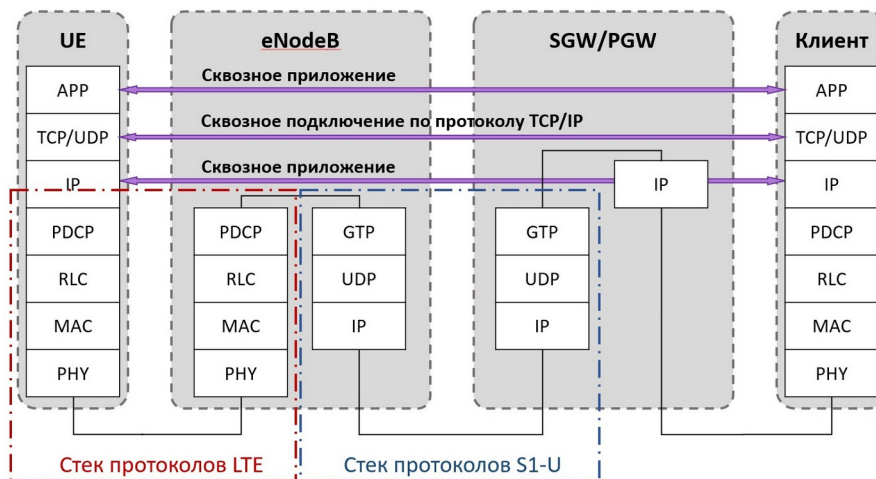 UE
eNodeB
SGW/PGW
Клиент
APP
Сквозное приложение
APP
TCP/UDP
Сквозное подключение по протоколу TCP/IP
TCP/UDP
IP
Сквозное приложение
IP
IP
PDCP
PDCP
GTP
GTP
PDCP
RLC
RLC
UDP
UDP
RLC
MAC
MAC
IP
IP
MAC
PHY
PHY
PHY
Стек протоколов LTE
Стек протоколов S1-U